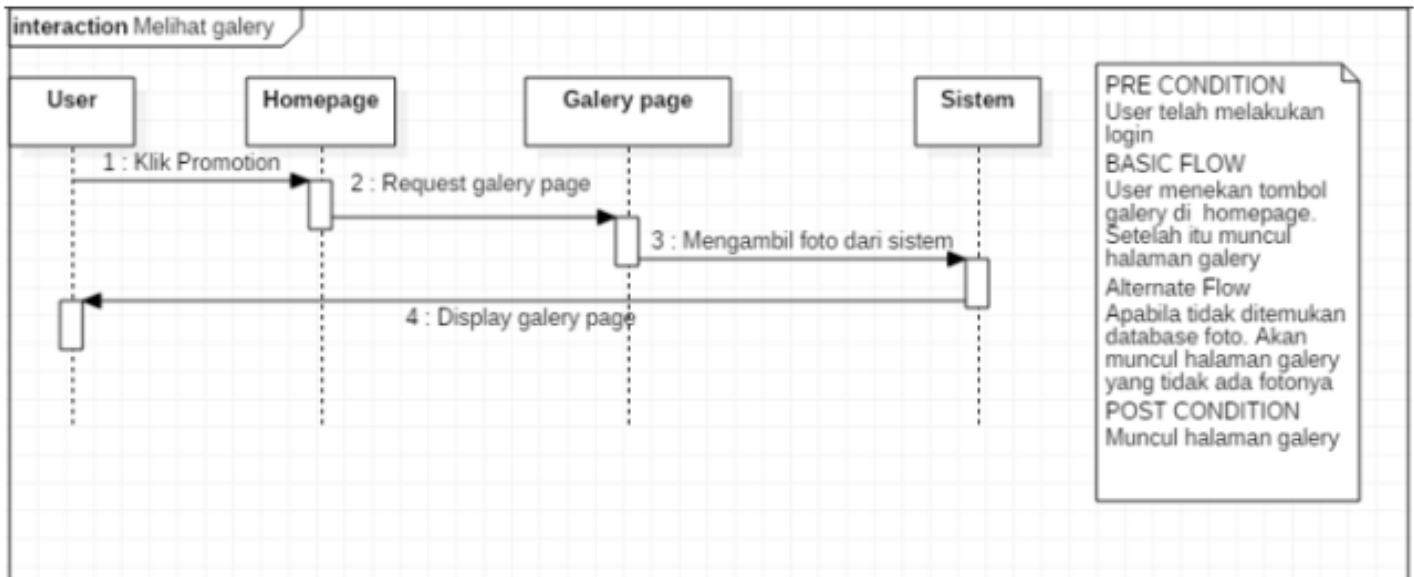 interaction Melihat galery
User
Homepage
Galery page
Sistem
1 : Klik Promotion
2 : Request galery page
3 : Mengambil foto dari sistem
4 : Display galery page
PRE CONDITION
User telah melakukan
login
BASIC FLOW
User menekan tombol
galery di homepage.
Setelah itu muncul
halaman galery
Alternate Flow
Apabila tidak ditemukan
database foto. Akan
muncul halaman galery
yang tidak ada fotonya
POST CONDITION
Muncul halaman galery